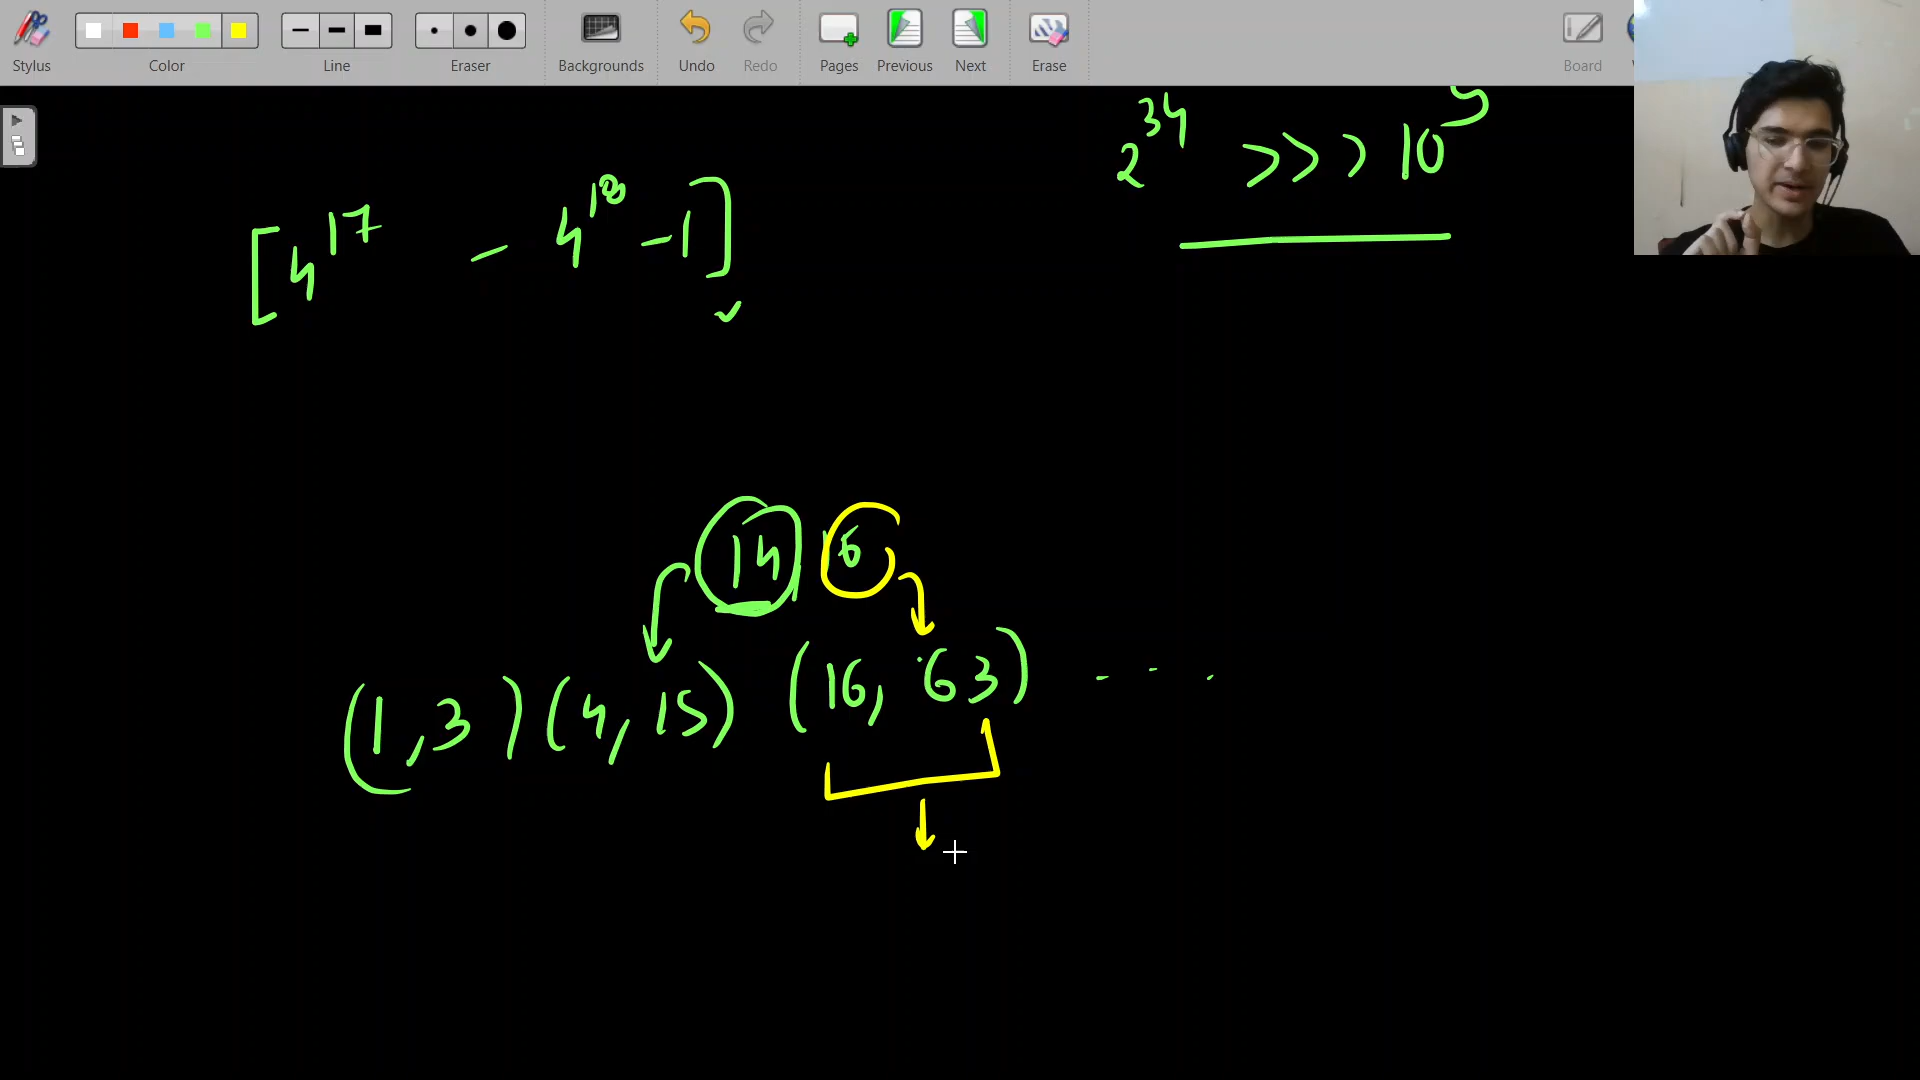 Stylus Color Line Eraser Backgrounds Undo Redo Pages Previous Next Erase Board
2^34 >>> 10^9
[4^17 - 4^18 - 1]
14 6
(1,3) (4,15) (16, 63) . . . .